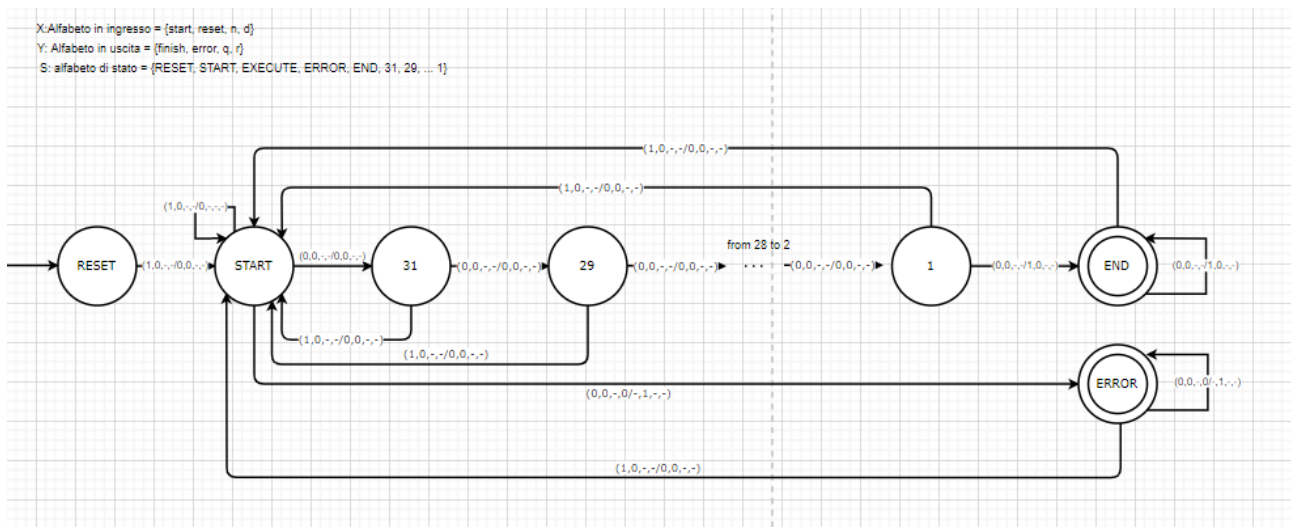 X:Alfabeto in ingresso = {start, reset, n, d}
Y: Alfabeto in uscita = {finish, error, q, r}
S: alfabeto di stato = {RESET, START, EXECUTE, ERROR, END, 31, 29, ... 1}
(1,0,-,-/0,0,-,-)
(1,0,-,-/0,0,-,-)
(1,0,-,-/0,-,-,-)
from 28 to 2
RESET
(1,0,-,-/0,0,-,-)
START
(0,0,-,-/0,0,-,-)
31
(0,0,-,-/0,0,-,-)
29
(0,0,-,-/0,0,-,-)
...
(0,0,-,-/0,0,-,-)
1
(0,0,-,-/1,0,-,-)
END
(0,0,-,-/1,0,-,-)
(1,0,-,-/0,0,-,-)
(1,0,-,-/0,0,-,-)
(0,0,-,0/-,1,-,-)
ERROR
(0,0,-,0/-,1,-,-)
(1,0,-,-/0,0,-,-)